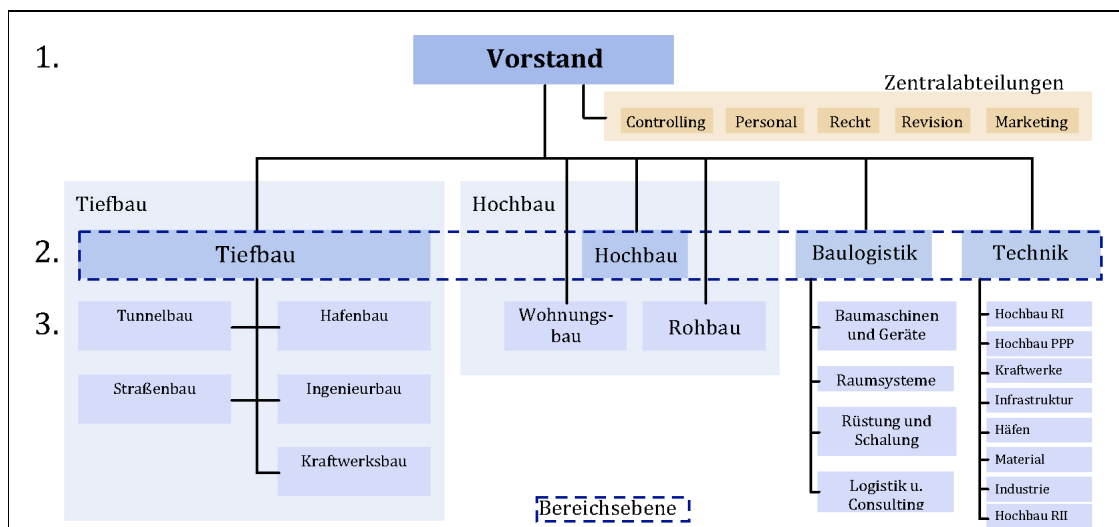 1.
Vorstand
Zentralabteilungen
Controlling
Personal
Recht
Revision
Marketing
Tiefbau
Hochbau
2.
Tiefbau
Hochbau
Baulogistik
Technik
3.
Tunnelbau
Hafenbau
Straßenbau
Ingenieurbau
Kraftwerksbau
Wohnungs-
bau
Rohbau
Baumaschinen
und Geräte
Raumsysteme
Rüstung und
Schalung
Logistik u.
Consulting
Hochbau RI
Hochbau PPP
Kraftwerke
Infrastruktur
Häfen
Material
Industrie
Hochbau RII
Bereichsebene